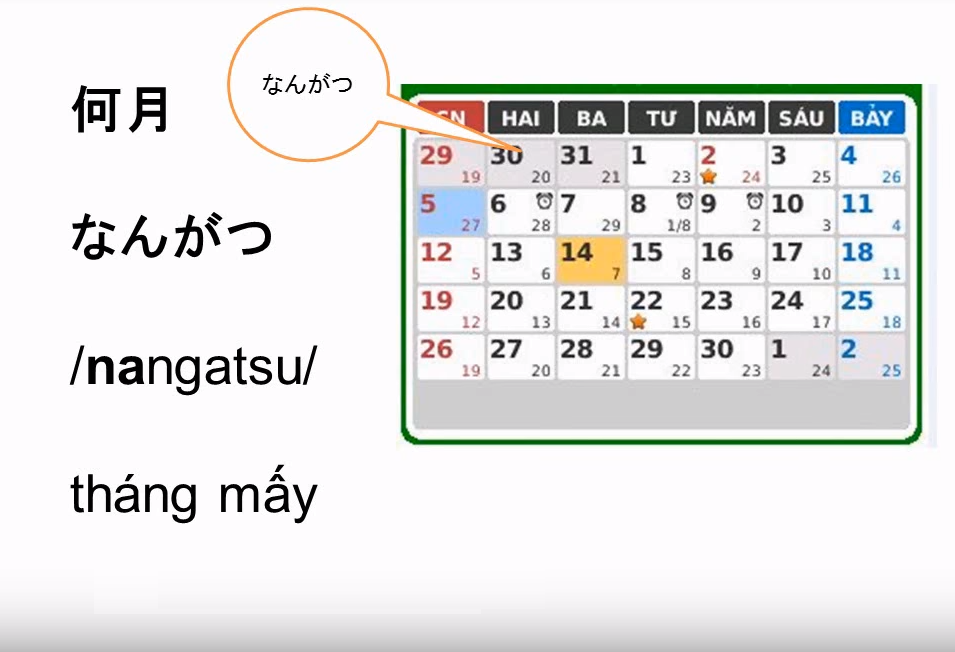 何月
なんがつ
なんがつ
/nangatsu/
tháng mấy
CN HAI BA TƯ NĂM SÁU BẢY
29 19 30 20 31 21 1 23 2 24 3 25 4 26
5 27 6 28 7 29 8 1/8 9 2 10 3 11 4
12 5 13 6 14 7 15 8 16 9 17 10 18 11
19 12 20 13 21 14 22 15 23 16 24 17 25 18
26 19 27 20 28 21 29 22 30 23 1 24 2 25